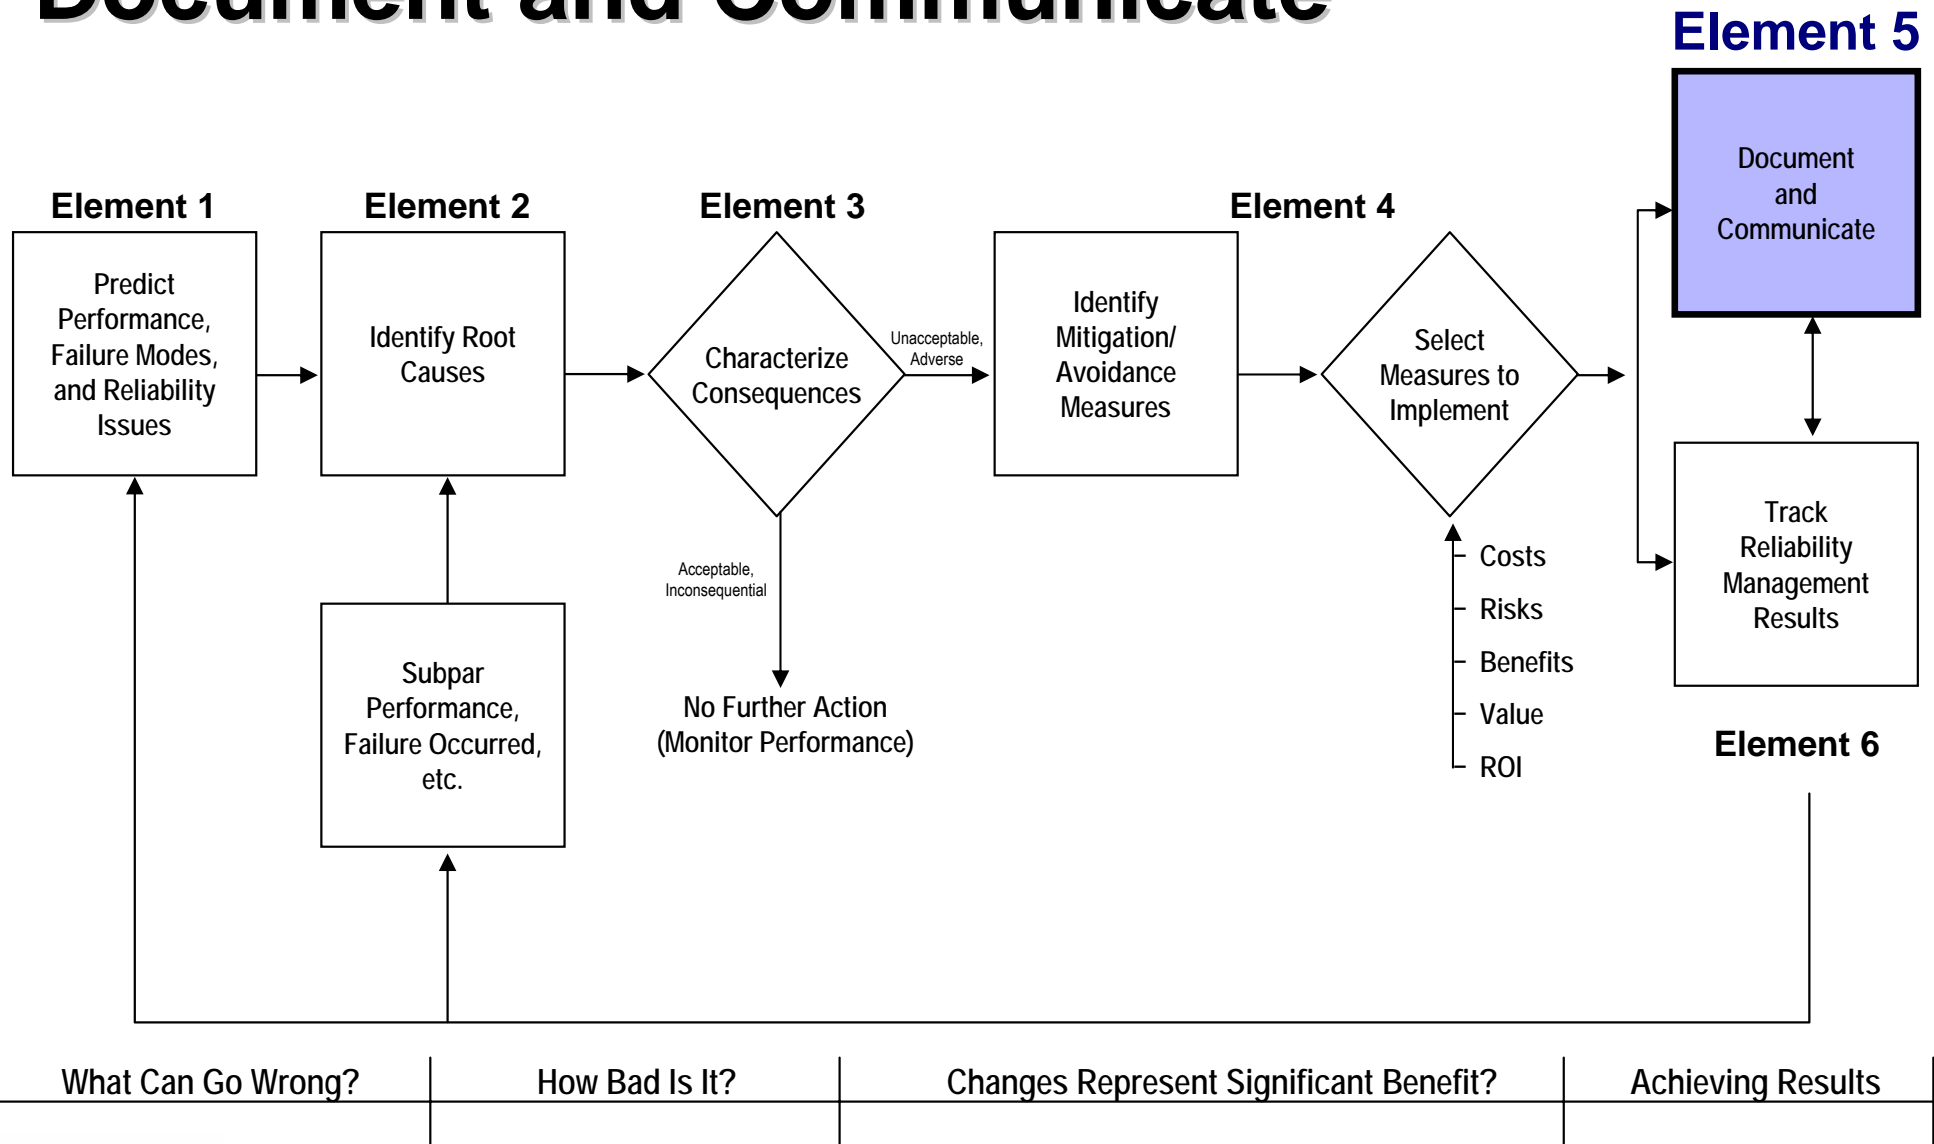 Document and Communicate
Element 5
Document
and
Communicate
Element 1
Element 2
Element 3
Element 4
Predict
Performance,
Failure Modes,
and Reliability
Issues
Identify Root
Causes
Characterize
Consequences
Unacceptable,
Adverse
Identify
Mitigation/
Avoidance
Measures
Select
Measures to
Implement
Track
Reliability
Management
Results
Element 6
Acceptable,
Inconsequential
No Further Action
(Monitor Performance)
Subpar
Performance,
Failure Occurred,
etc.
– Costs
– Risks
– Benefits
– Value
– ROI
What Can Go Wrong?
How Bad Is It?
Changes Represent Significant Benefit?
Achieving Results